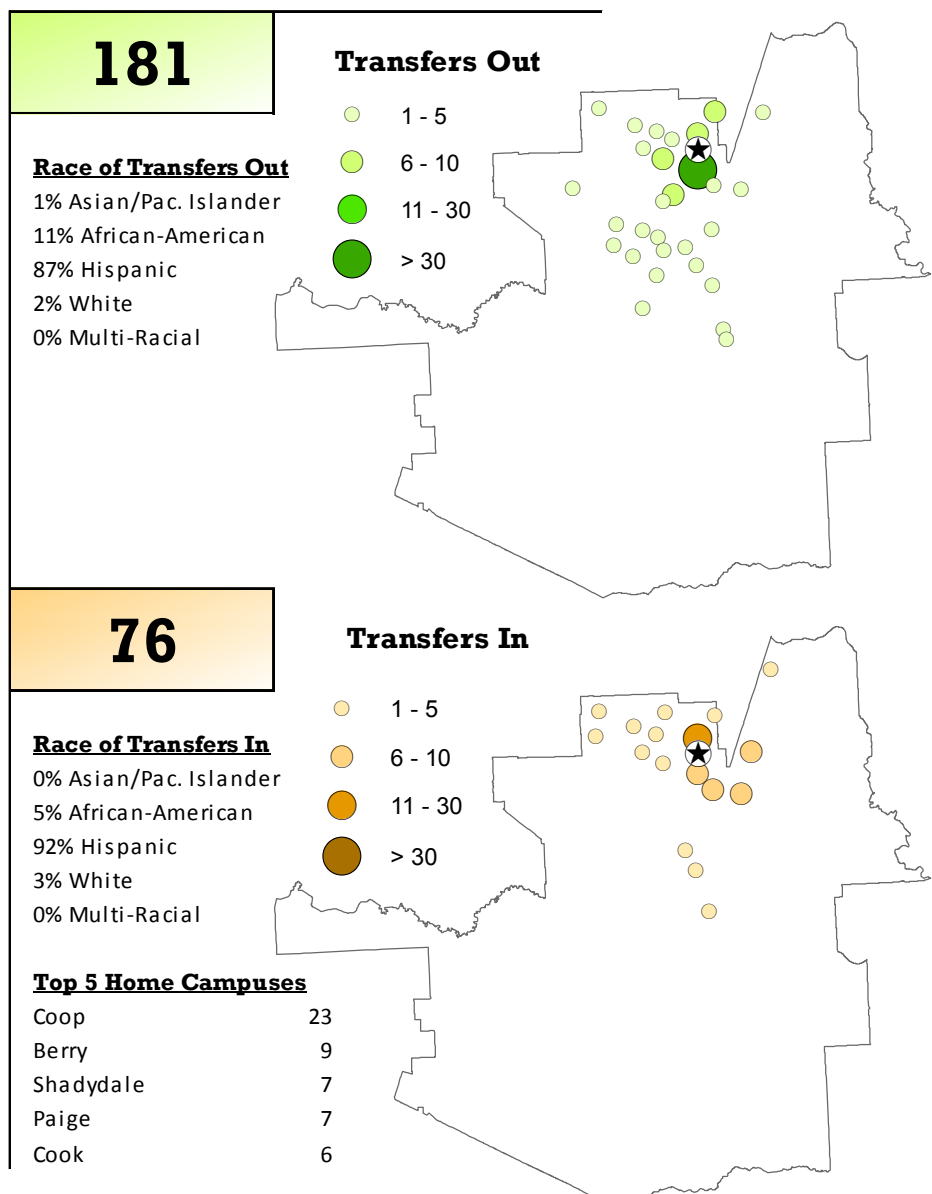 181
Race of Transfers Out
1% Asian/Pac. Islander
11% African-American
87% Hispanic
2% White
0% Multi-Racial
Transfers Out
1 - 5
6 - 10
11 - 30
> 30
76
Race of Transfers In
0% Asian/Pac. Islander
5% African-American
92% Hispanic
3% White
0% Multi-Racial
Top 5 Home Campuses
Coop 23
Berry 9
Shadydale 7
Paige 7
Cook 6
Transfers In
1 - 5
6 - 10
11 - 30
> 30